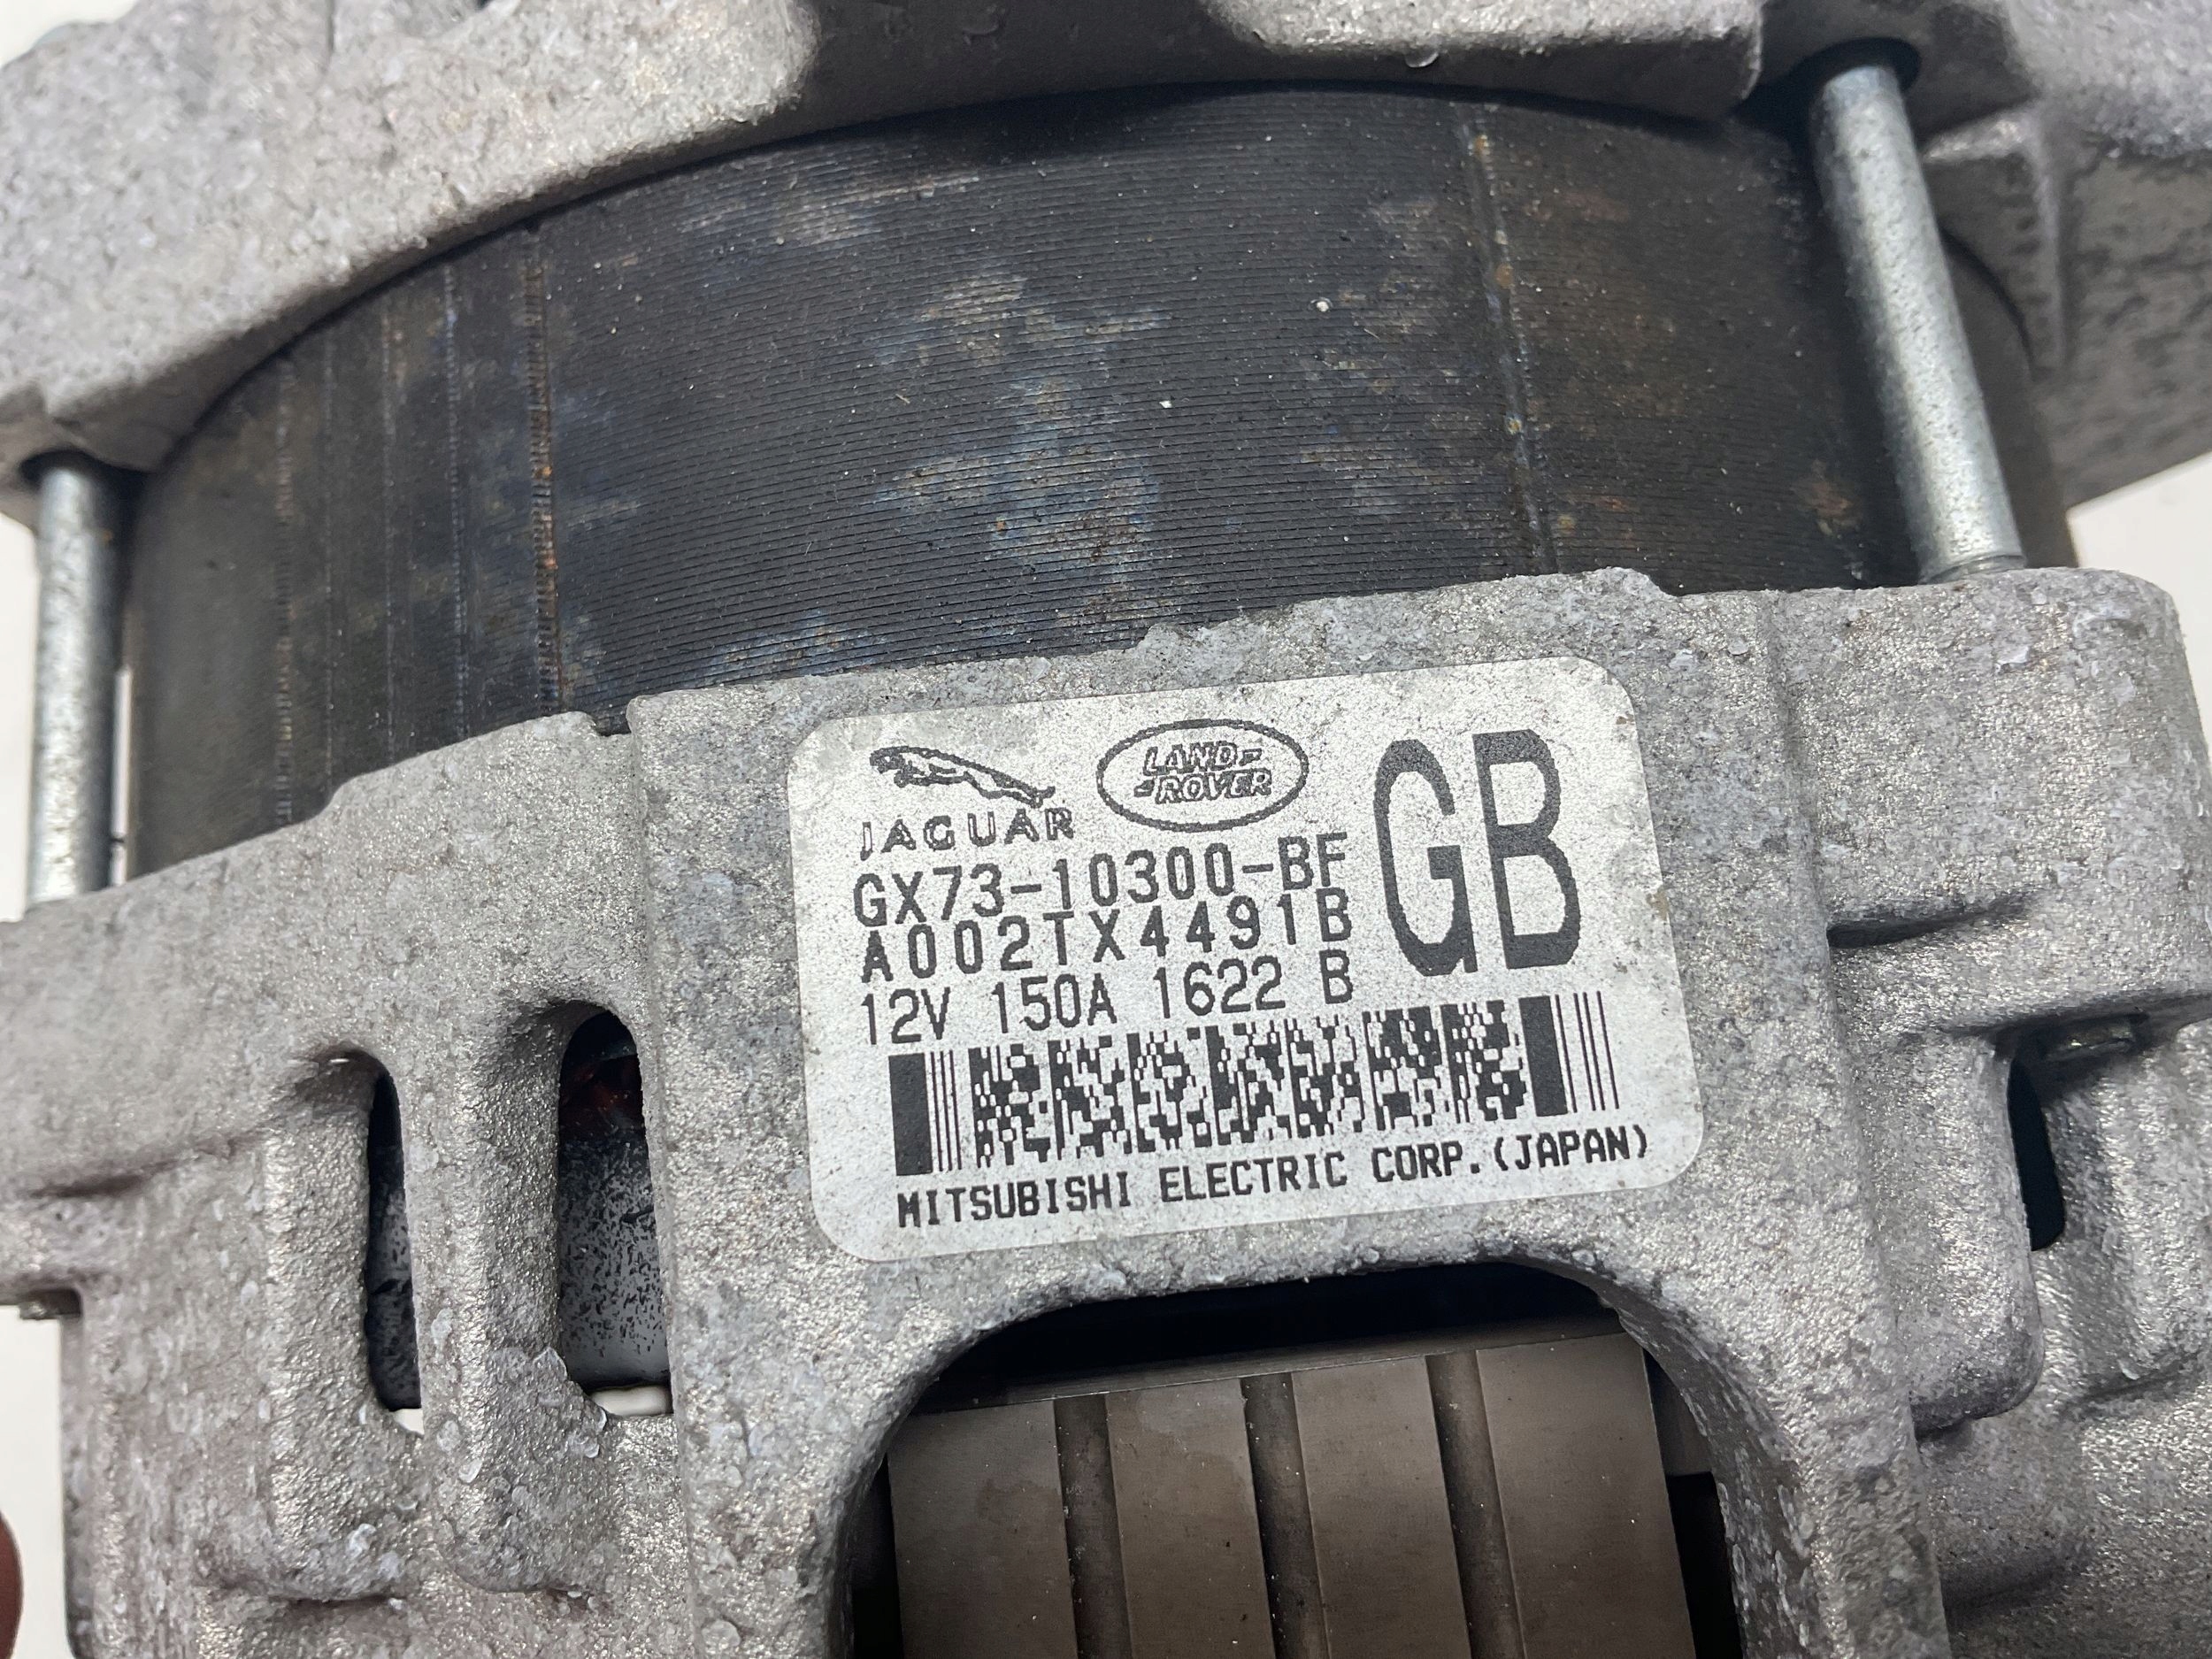 JAGUAR
LAND-
-ROVER
GB
GX73-10300-BF
A002TX4491B
12V 150A 1622 B
MITSUBISHI ELECTRIC CORP.(JAPAN)